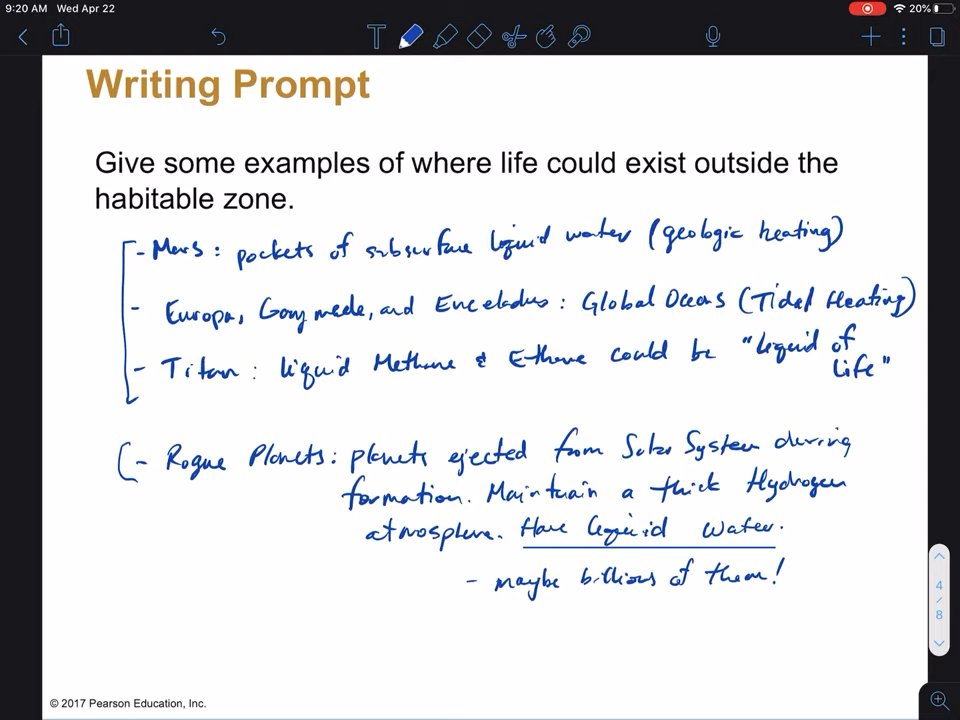 9:20 AM Wed Apr 22
20%
Writing Prompt
Give some examples of where life could exist outside the
habitable zone.
- Mars: pockets of subsurface liquid water (geologic heating)
- Europa, Ganymede, and Enceladus: Global Oceans (Tidal Heating)
- Titan: liquid Methane & Ethane could be "liquid of
life"
- Rogue Planets: planets ejected from Solar System during
formation. Maintain a thick Hydrogen
atmosphere. Have liquid water.
- maybe billions of them!
4
/
8
© 2017 Pearson Education, Inc.